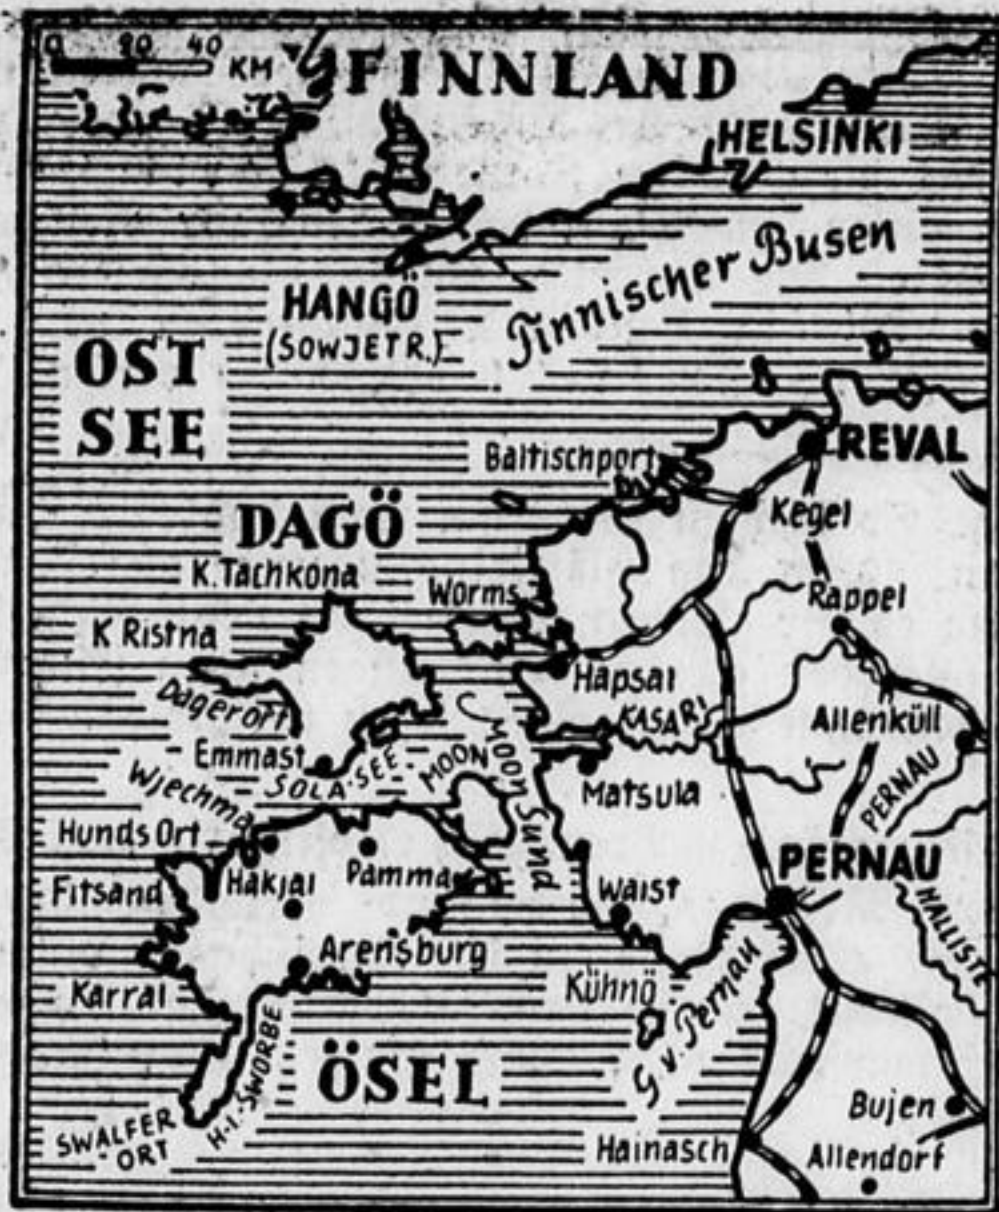 0 20 40 KM
FINNLAND
HELSINKI
Finnischer Busen
HANGÖ
(SOWJETR.)
OST
SEE
REVAL
Baltischport
Kegel
DAGÖ
K.Tachkona
Worms
Rappel
K Ristna
Hapsal
Dagerort
KASARI
Allenküll
Emmast
SOLA-SEE
MOON
MOON Sund
PERNAU
Wjechma
Matsula
Hunds Ort
PERNAU
Hakjal
Pamma
Fitsand
Waist
HALLISTE
Arensburg
Karral
Kühnö
G.v.Pernau
ÖSEL
H-I.-SWORBE
SWALFER
ORT
Bujen
Hainasch
Allendorf